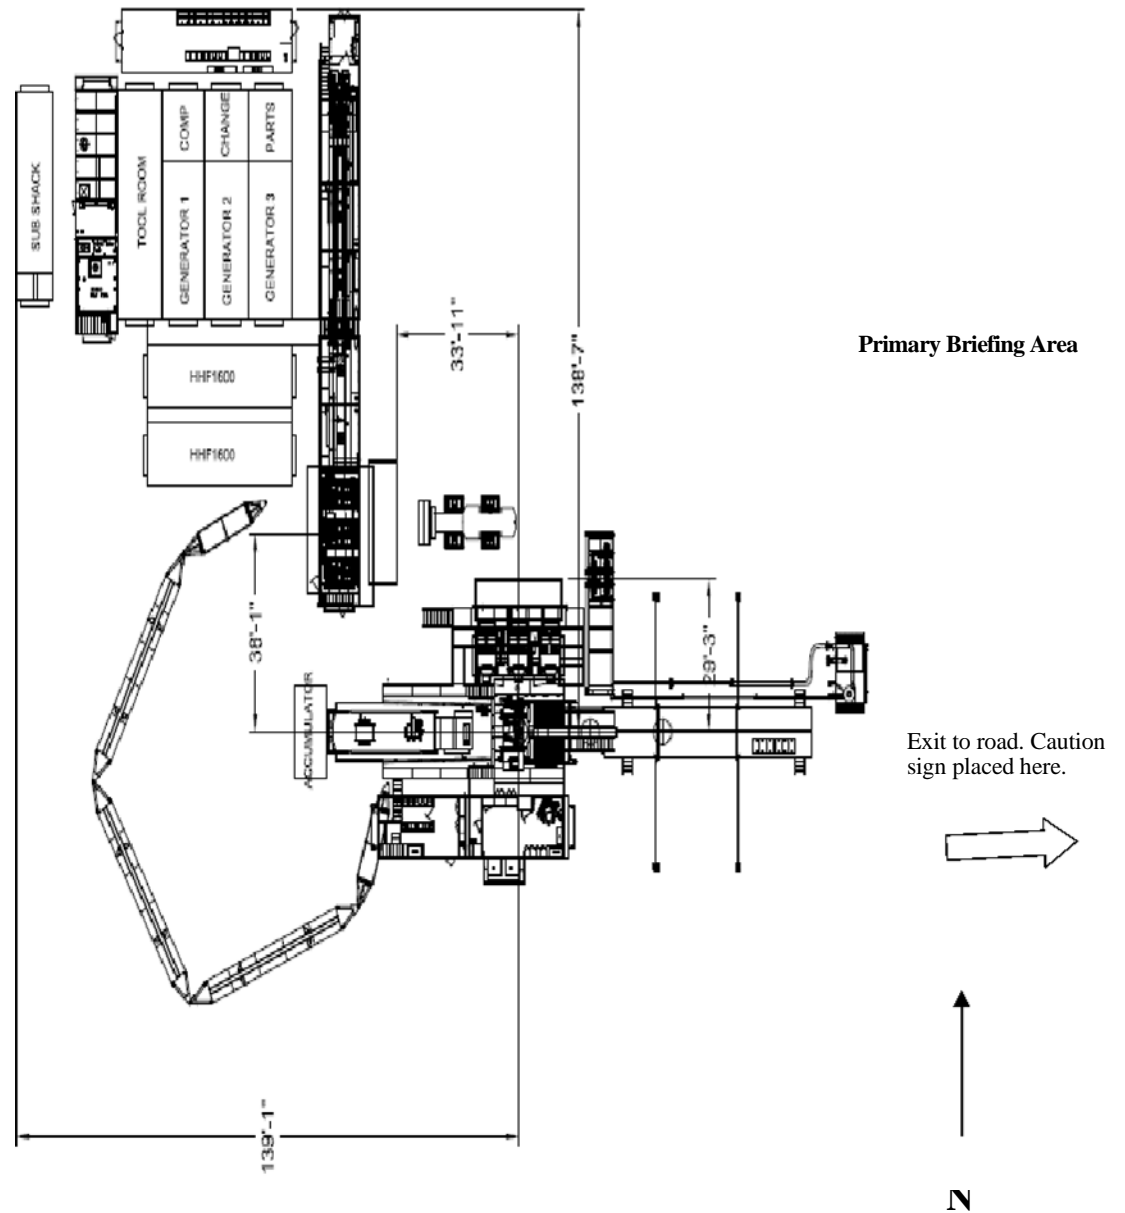 SUB SHACK
TOOL ROOM
COMP
CHANGE
PARTS
GENERATOR 1
GENERATOR 2
GENERATOR 3
33'-11"
138'-7"
Primary Briefing Area
HHF1600
HHF1600
38'-1"
29'-3"
ACCUMULATOR
Exit to road. Caution
sign placed here.
139'-1"
N